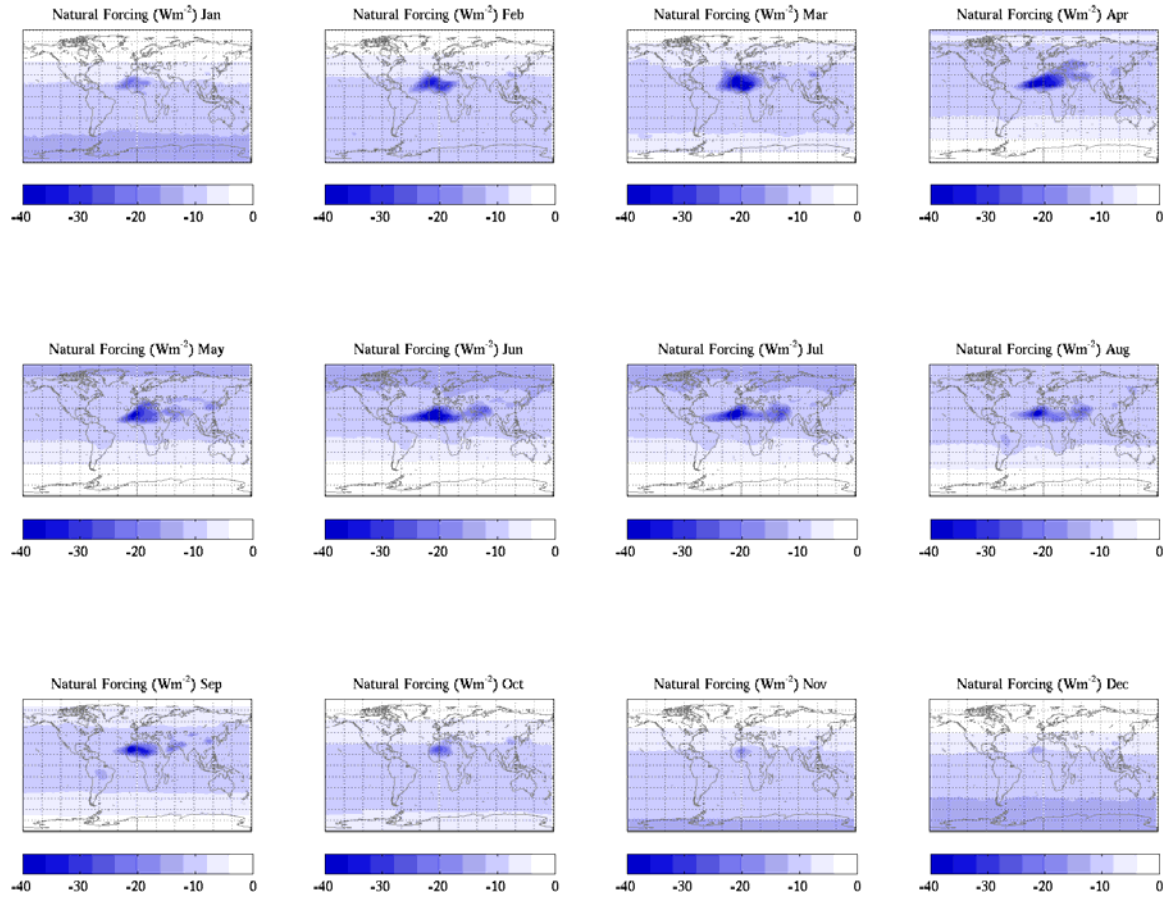 Natural Forcing (Wm-2) Jan
Natural Forcing (Wm-2) Feb
Natural Forcing (Wm-2) Mar
Natural Forcing (Wm-2) Apr
-40 -30 -20 -10 0
-40 -30 -20 -10 0
-40 -30 -20 -10 0
-40 -30 -20 -10 0
Natural Forcing (Wm-2) May
Natural Forcing (Wm-2) Jun
Natural Forcing (Wm-2) Jul
Natural Forcing (Wm-2) Aug
-40 -30 -20 -10 0
-40 -30 -20 -10 0
-40 -30 -20 -10 0
-40 -30 -20 -10 0
Natural Forcing (Wm-2) Sep
Natural Forcing (Wm-2) Oct
Natural Forcing (Wm-2) Nov
Natural Forcing (Wm-2) Dec
-40 -30 -20 -10 0
-40 -30 -20 -10 0
-40 -30 -20 -10 0
-40 -30 -20 -10 0